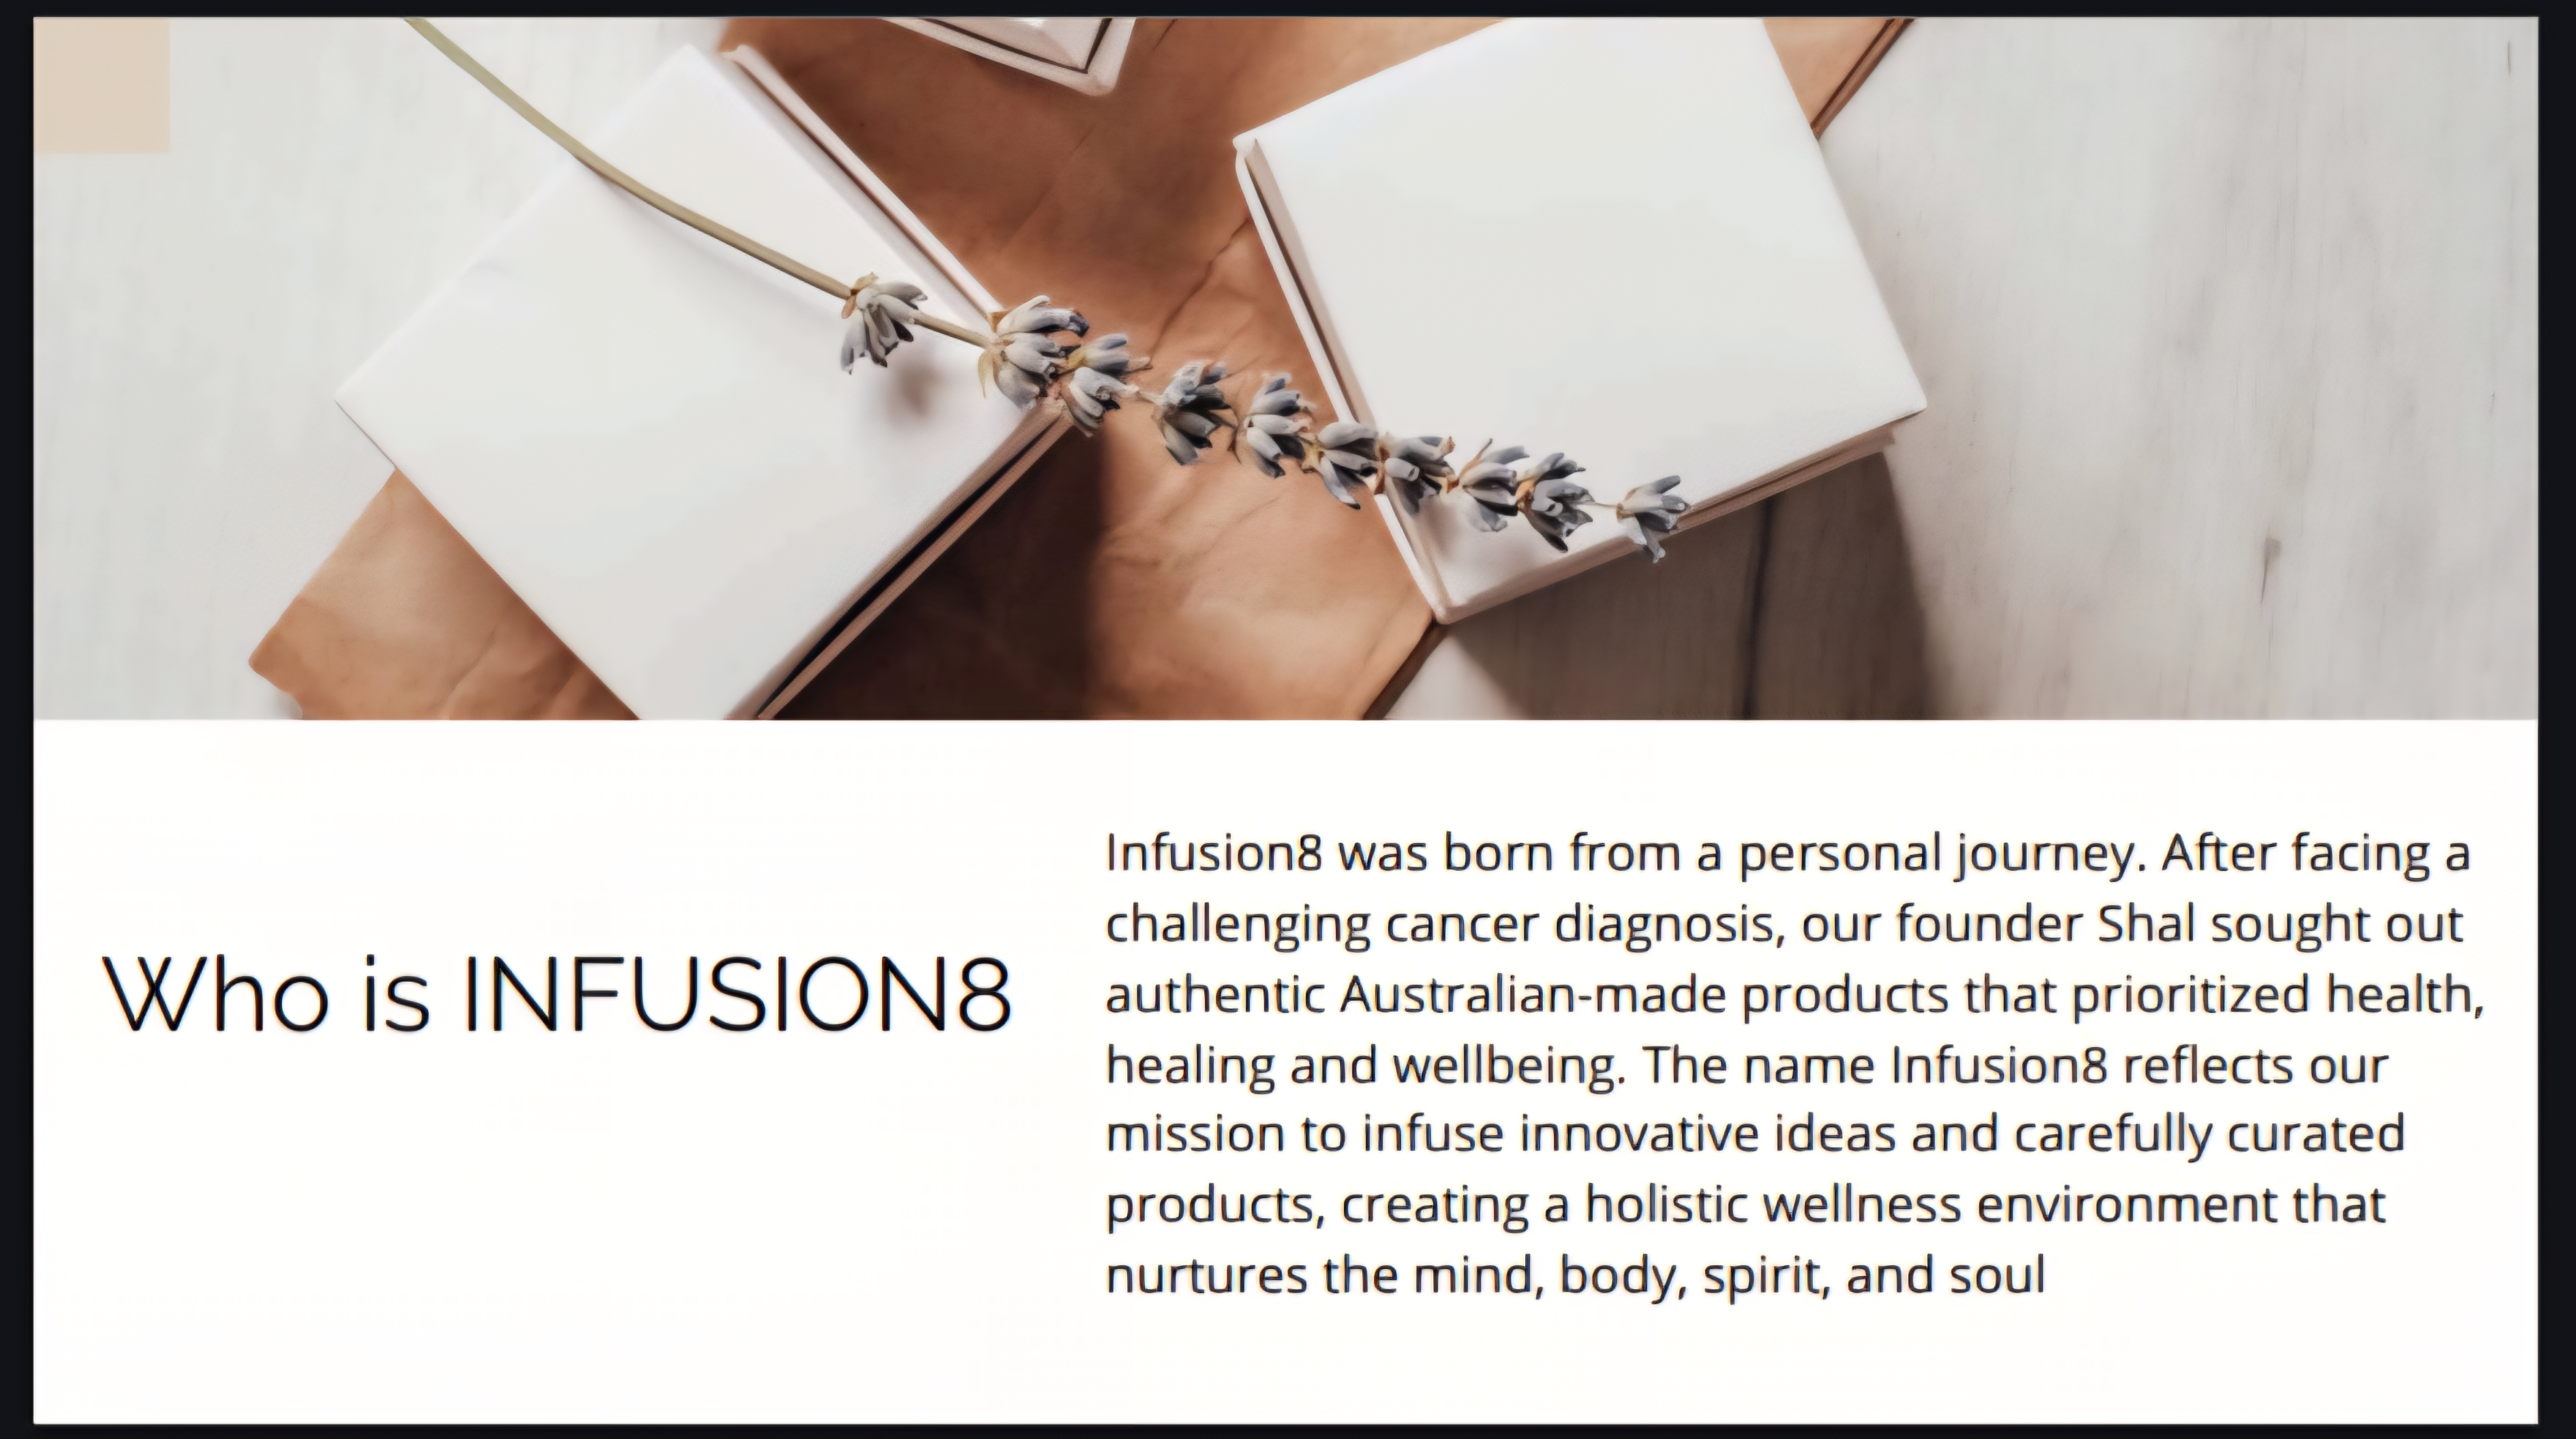 Who is INFUSION8
Infusion8 was born from a personal journey. After facing a
challenging cancer diagnosis, our founder Shal sought out
authentic Australian-made products that prioritized health,
healing and wellbeing. The name Infusion8 reflects our
mission to infuse innovative ideas and carefully curated
products, creating a holistic wellness environment that
nurtures the mind, body, spirit, and soul